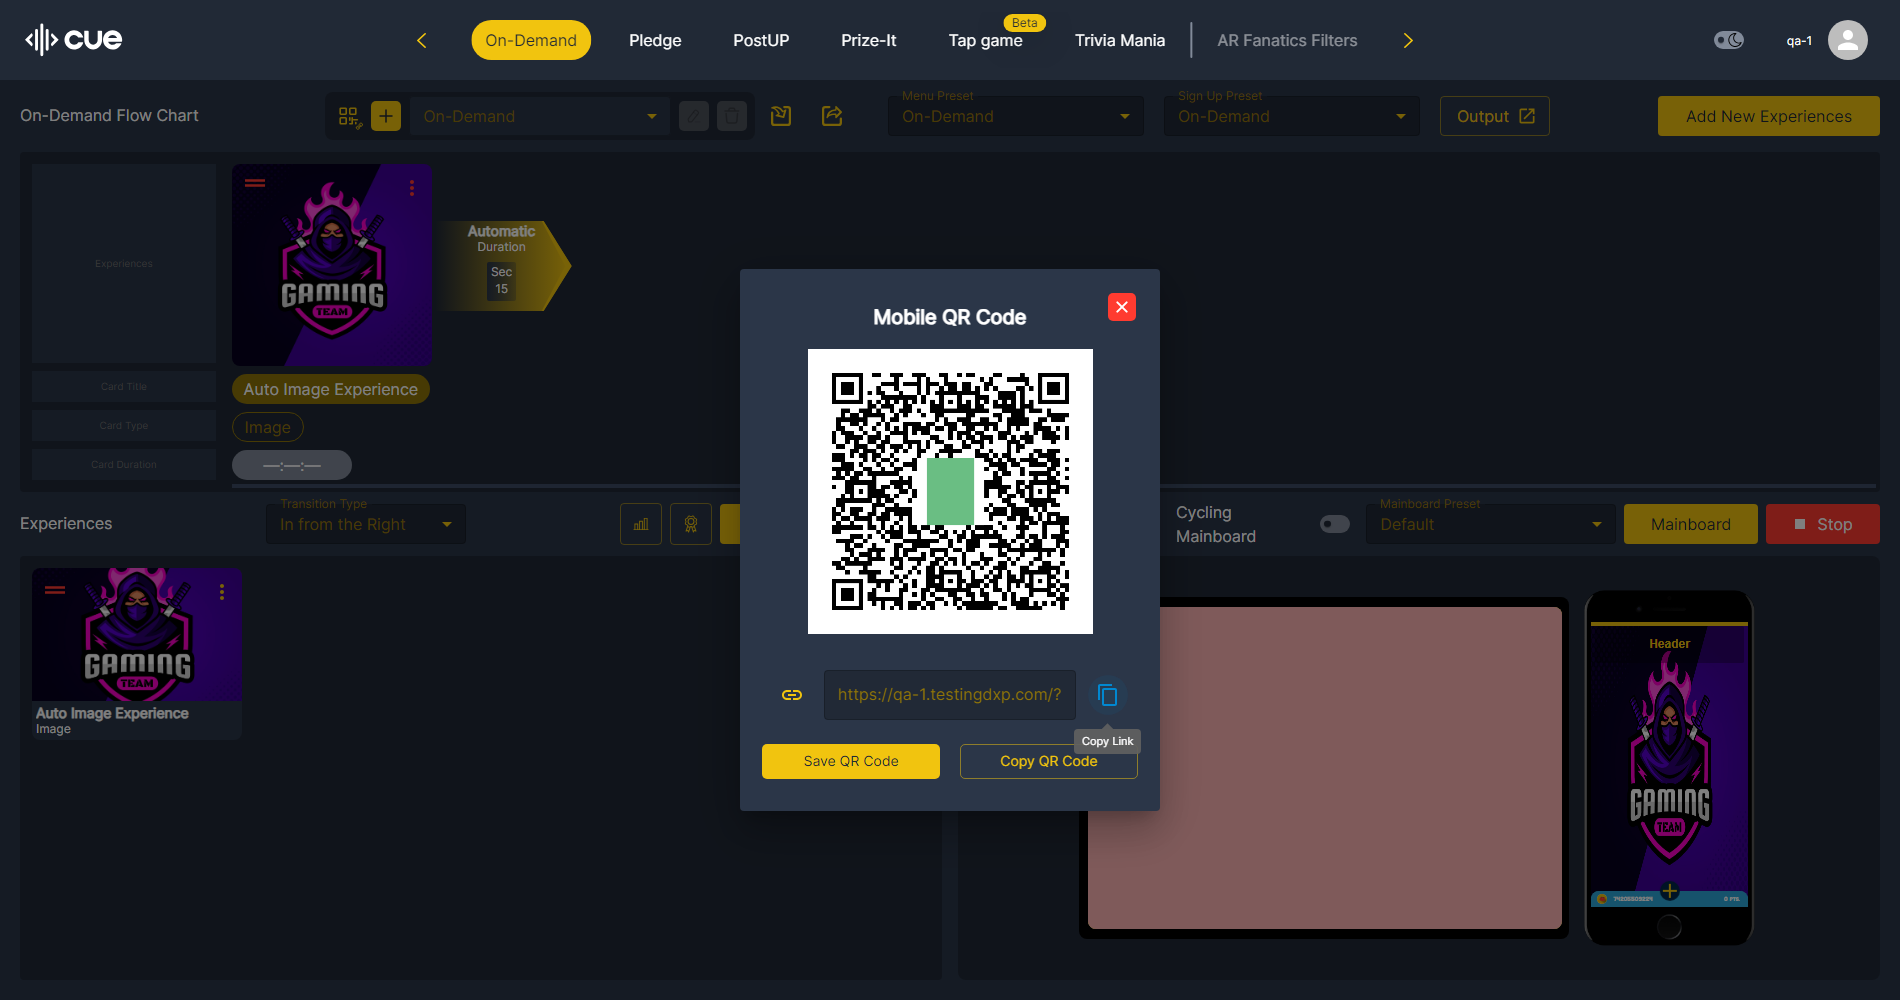 cue
On-Demand
Pledge
PostUP
Prize-It
Beta
Tap game
Trivia Mania
AR Fanatics Filters
qa-1
On-Demand Flow Chart
On-Demand
Menu Preset
On-Demand
Sign Up Preset
On-Demand
Output
Add New Experiences
Experiences
GAMING
TEAM
Automatic
Duration
Sec
15
Card Title
Auto Image Experience
Card Type
Image
Card Duration
—:—:—
Mobile QR Code
https://qa-1.testingdxp.com/?
Copy Link
Save QR Code
Copy QR Code
Experiences
Transition Type
In from the Right
Cycling
Mainboard
Mainboard Preset
Default
Mainboard
Stop
GAMING
TEAM
Auto Image Experience
Image
Header
GAMING
TEAM
0 PTS.